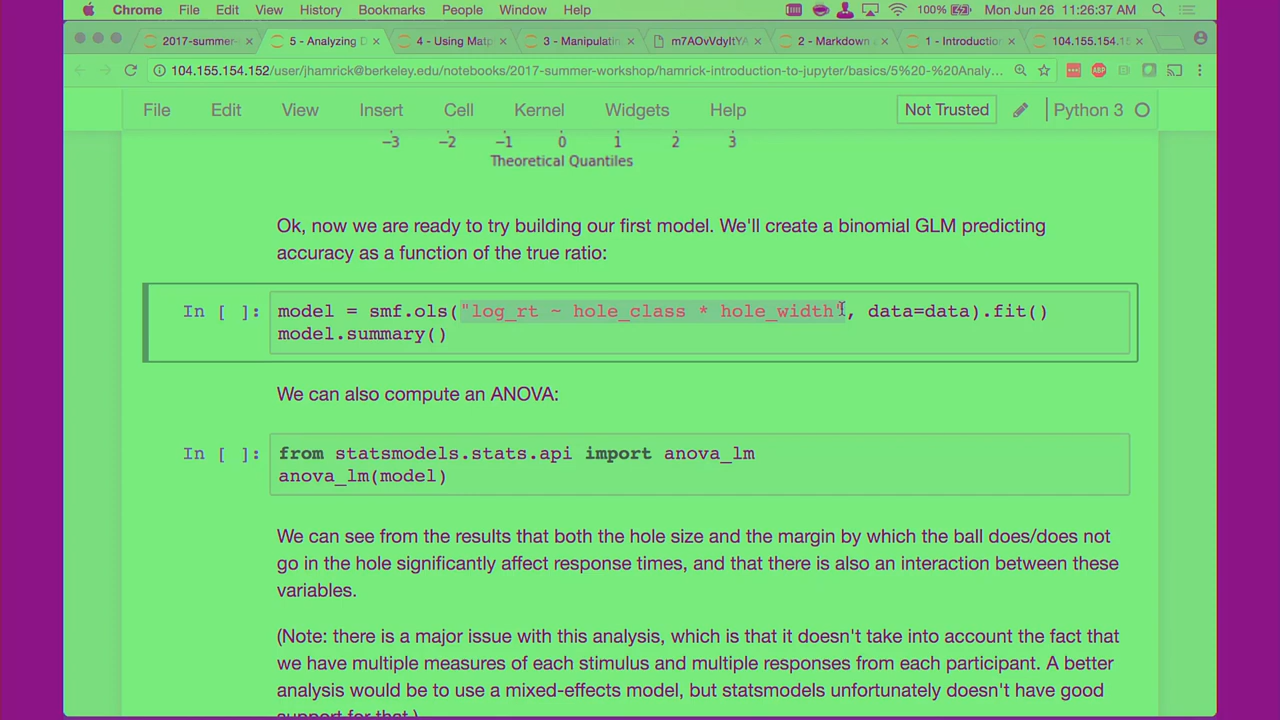 Chrome File Edit View History Bookmarks People Window Help 100% Mon Jun 26 11:26:37 AM
2017-summer- 5 - Analyzing D 4 - Using Matp 3 - Manipulatin m7AOvVdyItYA 2 - Markdown 1 - Introduction 104.155.154.15
104.155.154.152/user/jhamrick@berkeley.edu/notebooks/2017-summer-workshop/hamrick-introduction-to-jupyter/basics/5%20-%20Analy...
File Edit View Insert Cell Kernel Widgets Help Not Trusted Python 3
−3 −2 −1 0 1 2 3
Theoretical Quantiles
Ok, now we are ready to try building our first model. We'll create a binomial GLM predicting
accuracy as a function of the true ratio:
In [ ]: model = smf.ols("log_rt ~ hole_class * hole_width", data=data).fit()
model.summary()
We can also compute an ANOVA:
In [ ]: from statsmodels.stats.api import anova_lm
anova_lm(model)
We can see from the results that both the hole size and the margin by which the ball does/does not
go in the hole significantly affect response times, and that there is also an interaction between these
variables.
(Note: there is a major issue with this analysis, which is that it doesn't take into account the fact that
we have multiple measures of each stimulus and multiple responses from each participant. A better
analysis would be to use a mixed-effects model, but statsmodels unfortunately doesn't have good
support for that.)